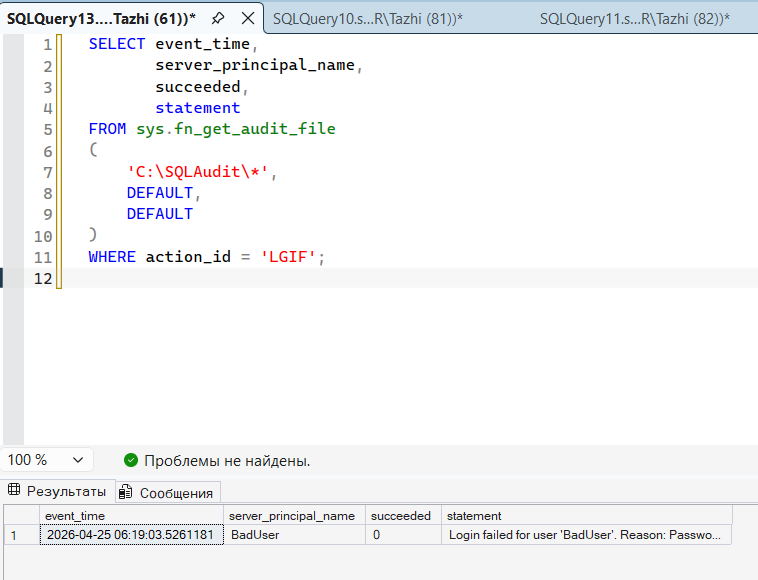 SQLQuery13....Tazhi (61))* SQLQuery10.s...R\Tazhi (81))* SQLQuery11.s...R\Tazhi (82))*
1 SELECT event_time,
2 server_principal_name,
3 succeeded,
4 statement
5 FROM sys.fn_get_audit_file
6 (
7 'C:\SQLAudit\*',
8 DEFAULT,
9 DEFAULT
10 )
11 WHERE action_id = 'LGIF';
12
100 % Проблемы не найдены.
Результаты Сообщения
event_time server_principal_name succeeded statement
1 2026-04-25 06:19:03.5261181 BadUser 0 Login failed for user 'BadUser'. Reason: Passwo...